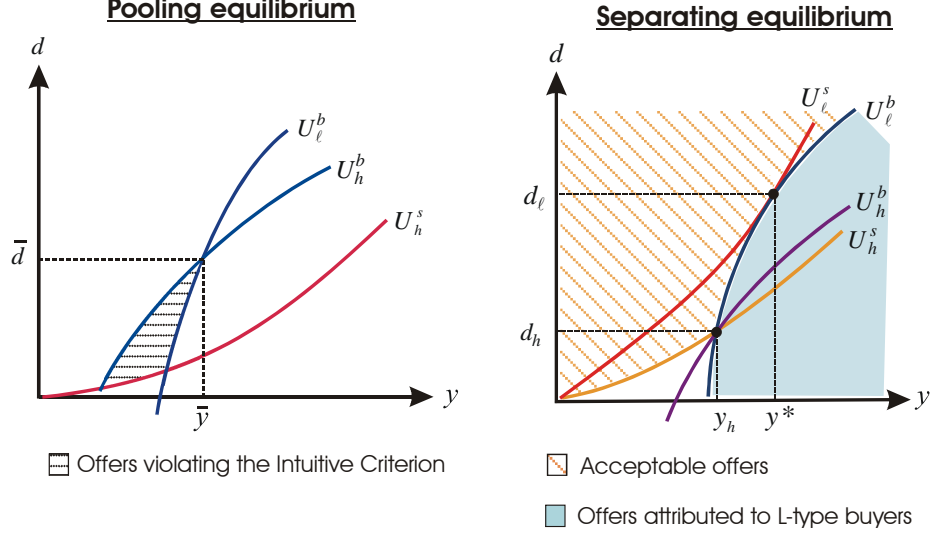 Pooling equilibrium
d
U_ℓ^b
U_h^b
U_h^s
d̅
y
y̅
Offers violating the Intuitive Criterion
Separating equilibrium
d
U_ℓ^s
U_ℓ^b
d_ℓ
U_h^b
U_h^s
d_h
y
y_h
y*
Acceptable offers
Offers attributed to L-type buyers